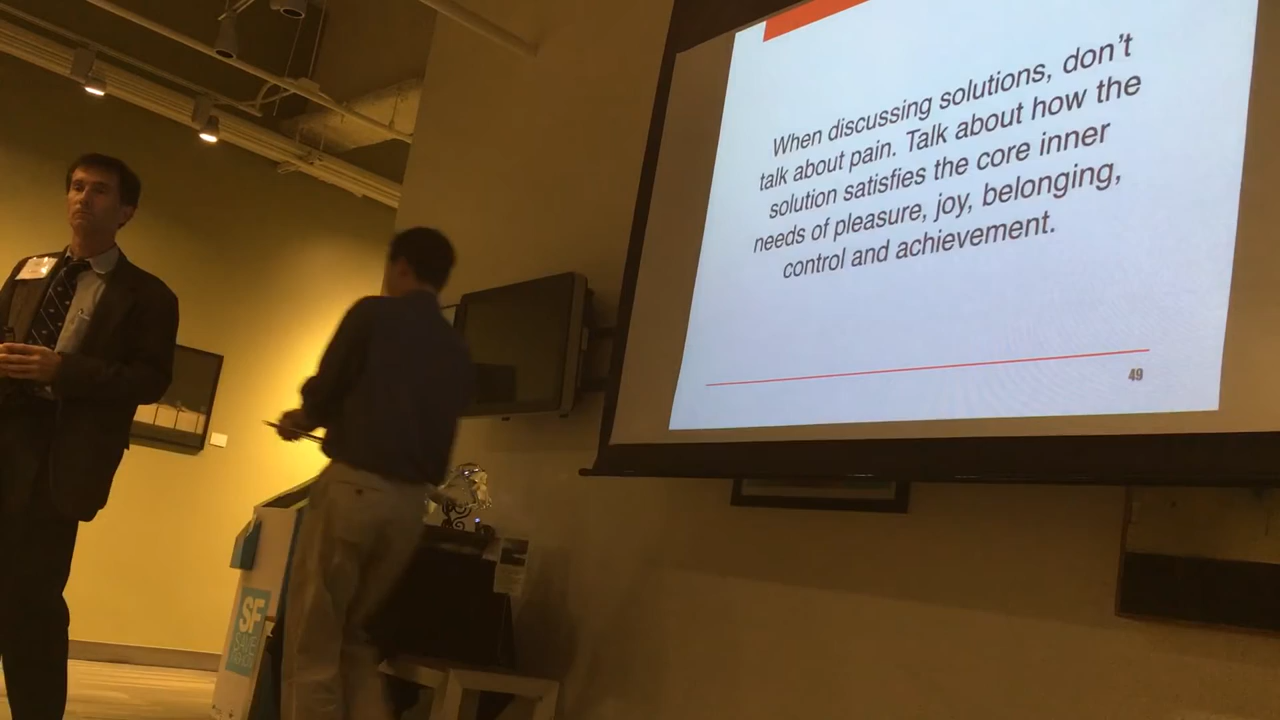 When discussing solutions, don't
talk about pain. Talk about how the
solution satisfies the core inner
needs of pleasure, joy, belonging,
control and achievement.
49
SF